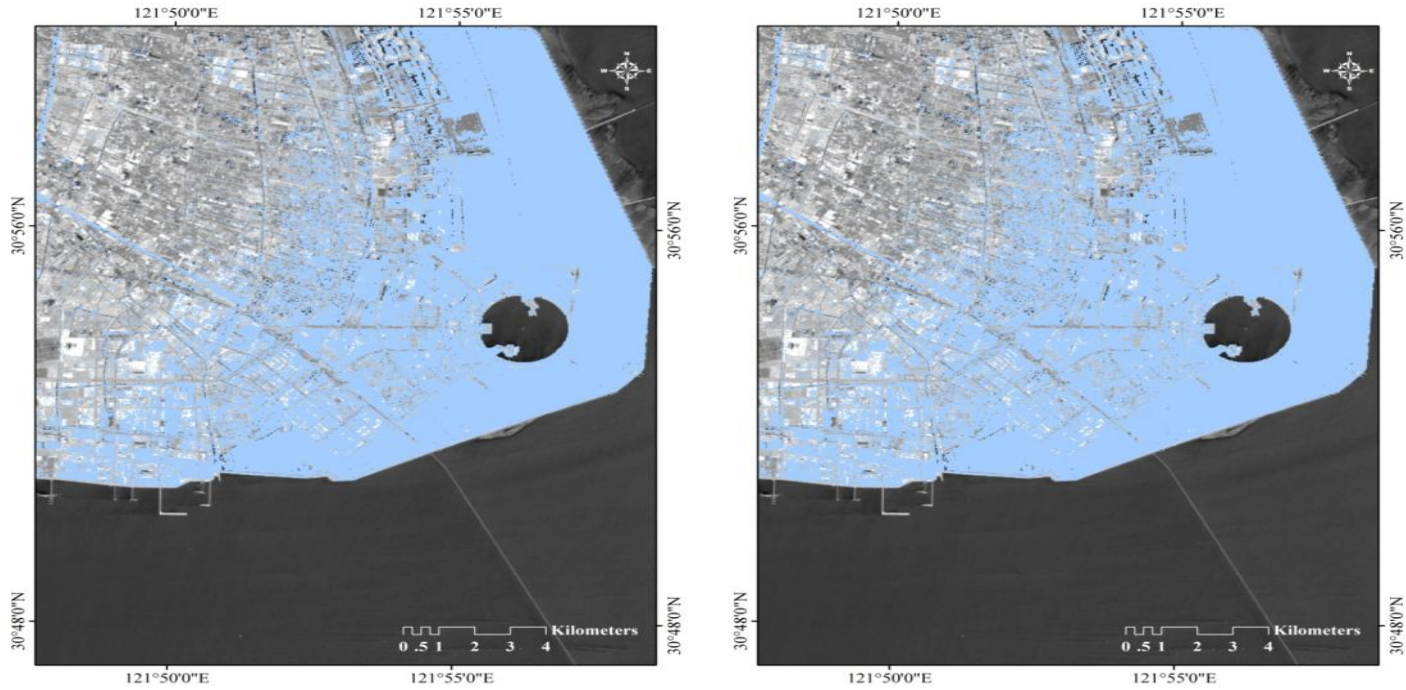 121°50'0"E 121°55'0"E 121°50'0"E 121°55'0"E
N N
W E W E
S S
30°56'0"N 30°56'0"N 30°56'0"N 30°56'0"N
30°48'0"N 30°48'0"N 30°48'0"N 30°48'0"N
Kilometers Kilometers
0 .5 1 2 3 4 0 .5 1 2 3 4
121°50'0"E 121°55'0"E 121°50'0"E 121°55'0"E